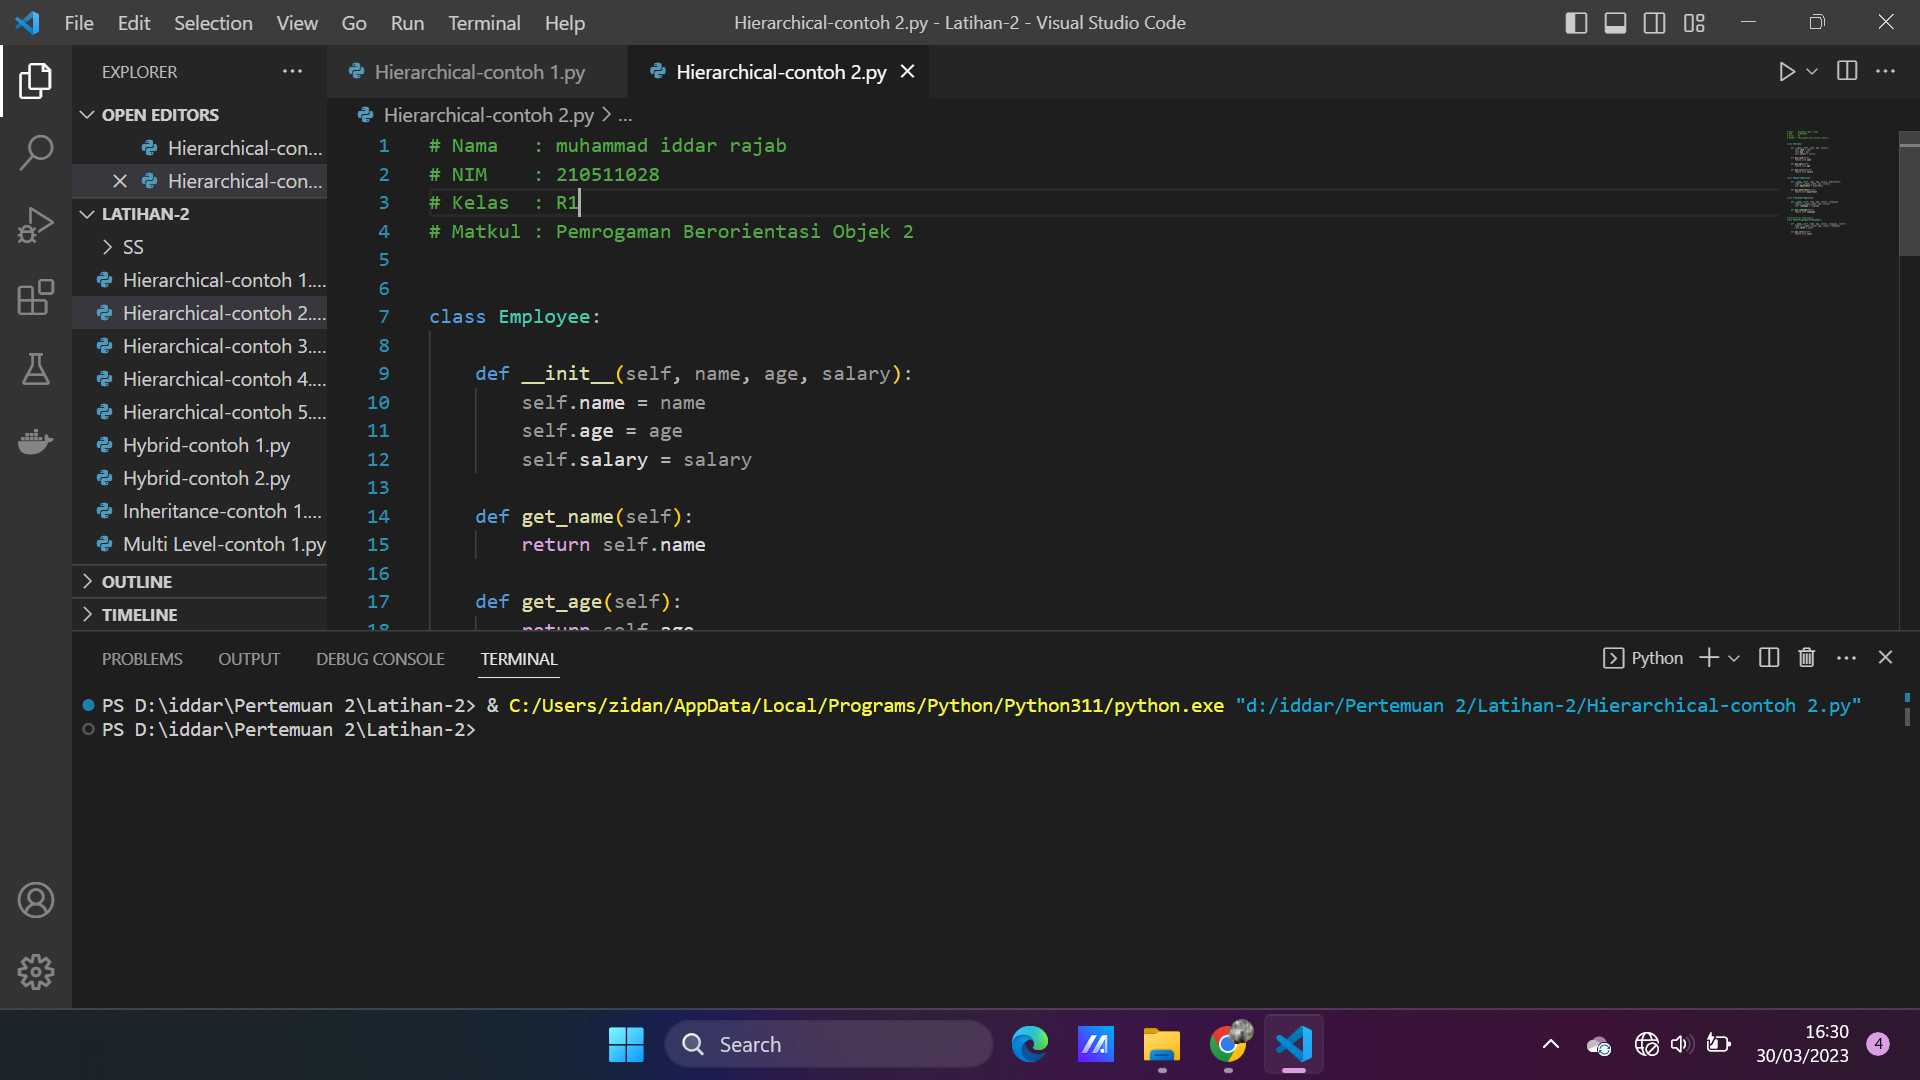 File Edit Selection View Go Run Terminal Help
Hierarchical-contoh 2.py - Latihan-2 - Visual Studio Code
EXPLORER
OPEN EDITORS
Hierarchical-con...
Hierarchical-con...
LATIHAN-2
SS
Hierarchical-contoh 1....
Hierarchical-contoh 2....
Hierarchical-contoh 3....
Hierarchical-contoh 4....
Hierarchical-contoh 5....
Hybrid-contoh 1.py
Hybrid-contoh 2.py
Inheritance-contoh 1....
Multi Level-contoh 1.py
OUTLINE
TIMELINE
Hierarchical-contoh 1.py
Hierarchical-contoh 2.py
Hierarchical-contoh 2.py > ...
1 # Nama   : muhammad iddar rajab
2 # NIM    : 210511028
3 # Kelas  : R1
4 # Matkul : Pemrogaman Berorientasi Objek 2
5
6
7 class Employee:
8
9     def __init__(self, name, age, salary):
10         self.name = name
11         self.age = age
12         self.salary = salary
13
14     def get_name(self):
15         return self.name
16
17     def get_age(self):
18         return self.age
PROBLEMS OUTPUT DEBUG CONSOLE TERMINAL
Python
PS D:\iddar\Pertemuan 2\Latihan-2> & C:/Users/zidan/AppData/Local/Programs/Python/Python311/python.exe "d:/iddar/Pertemuan 2/Latihan-2/Hierarchical-contoh 2.py"
PS D:\iddar\Pertemuan 2\Latihan-2>
Search
16:30
30/03/2023
4